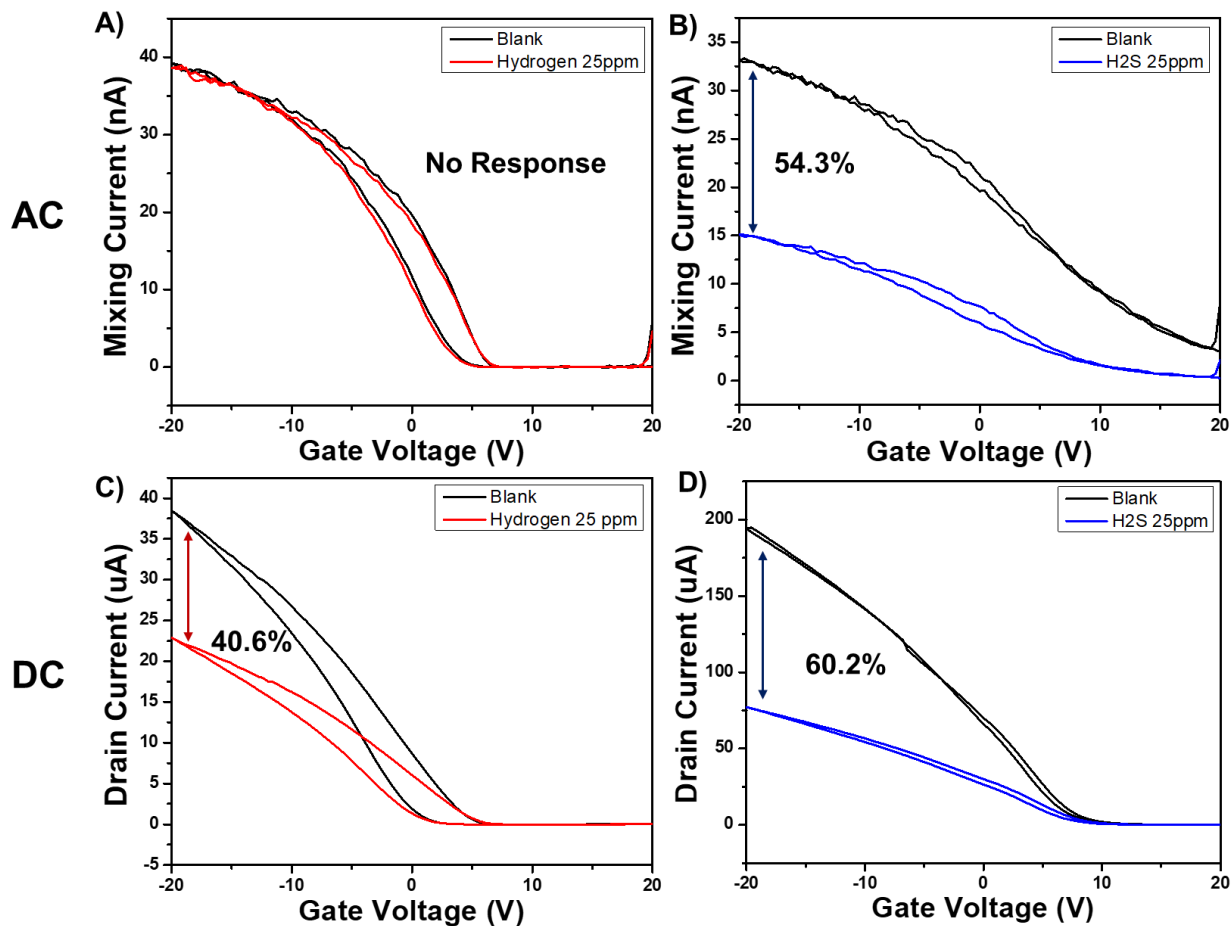 A)
Blank
Hydrogen 25ppm
No Response
40
30
20
10
0
-20
-10
0
10
20
Mixing Current (nA)
Gate Voltage (V)
B)
Blank
H2S 25ppm
54.3%
35
30
25
20
15
10
5
0
-20
-10
0
10
20
Mixing Current (nA)
Gate Voltage (V)
AC
C)
Blank
Hydrogen 25 ppm
40.6%
40
35
30
25
20
15
10
5
0
-5
-20
-10
0
10
20
Drain Current (uA)
Gate Voltage (V)
D)
Blank
H2S 25ppm
60.2%
200
150
100
50
0
-20
-10
0
10
20
Drain Current (uA)
Gate Voltage (V)
DC